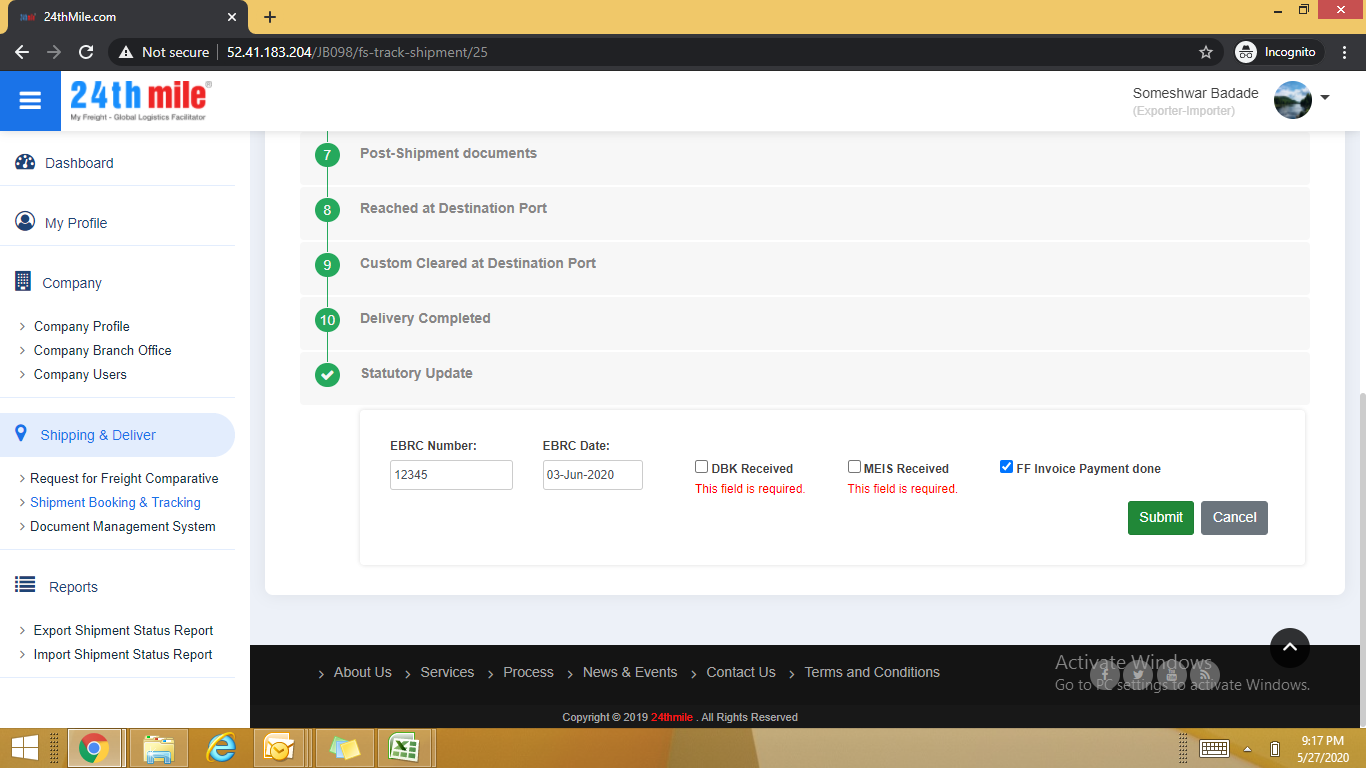 24thMile.com
Not secure 52.41.183.204/JB098/fs-track-shipment/25
Incognito
24th mile®
My Freight - Global Logistics Facilitator
Someshwar Badade
(Exporter-Importer)
Dashboard
My Profile
Company
Company Profile
Company Branch Office
Company Users
Shipping & Deliver
Request for Freight Comparative
Shipment Booking & Tracking
Document Management System
Reports
Export Shipment Status Report
Import Shipment Status Report
7 Post-Shipment documents
8 Reached at Destination Port
9 Custom Cleared at Destination Port
10 Delivery Completed
Statutory Update
EBRC Number: EBRC Date:
DBK Received MEIS Received FF Invoice Payment done
12345 03-Jun-2020
This field is required. This field is required.
Submit Cancel
About Us Services Process News & Events Contact Us Terms and Conditions
Activate Windows
Go to PC settings to activate Windows.
Copyright © 2019 24thmile . All Rights Reserved
9:17 PM
5/27/2020